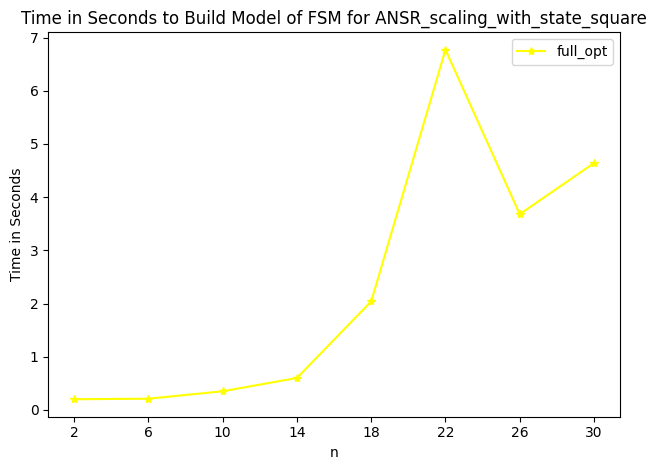 Time in Seconds to Build Model of FSM for ANSR_scaling_with_state_square
full_opt
7
6
5
4
3
2
1
0
Time in Seconds
2 6 10 14 18 22 26 30
n